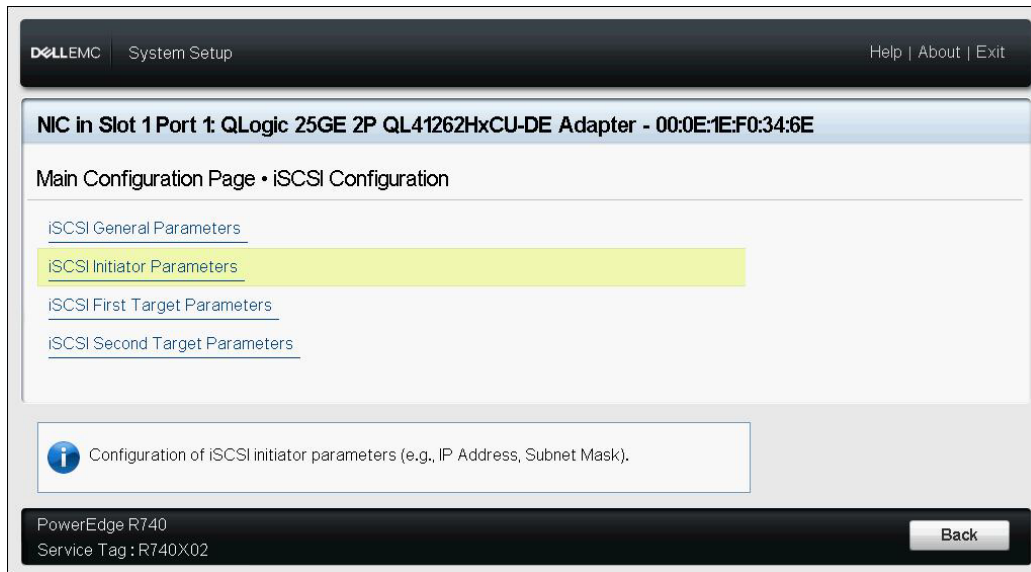 DELLEMC System Setup Help | About | Exit
NIC in Slot 1 Port 1: QLogic 25GE 2P QL41262HxCU-DE Adapter - 00:0E:1E:F0:34:6E
Main Configuration Page • iSCSI Configuration
iSCSI General Parameters
iSCSI Initiator Parameters
iSCSI First Target Parameters
iSCSI Second Target Parameters
Configuration of iSCSI initiator parameters (e.g., IP Address, Subnet Mask).
PowerEdge R740
Service Tag : R740X02
Back